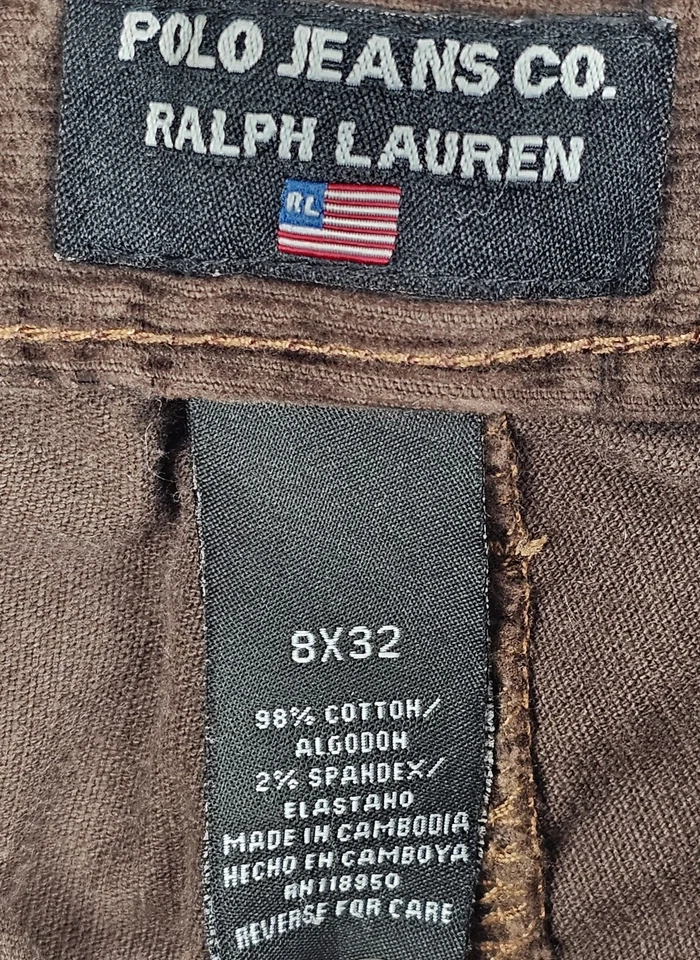 POLO JEANS CO.
RALPH LAUREN
RL
8X32
98% COTTON/
ALGODON
2% SPANDEX/
ELASTANO
MADE IN CAMBODIA
HECHO EN CAMBOYA
RN118950
REVERSE FOR CARE